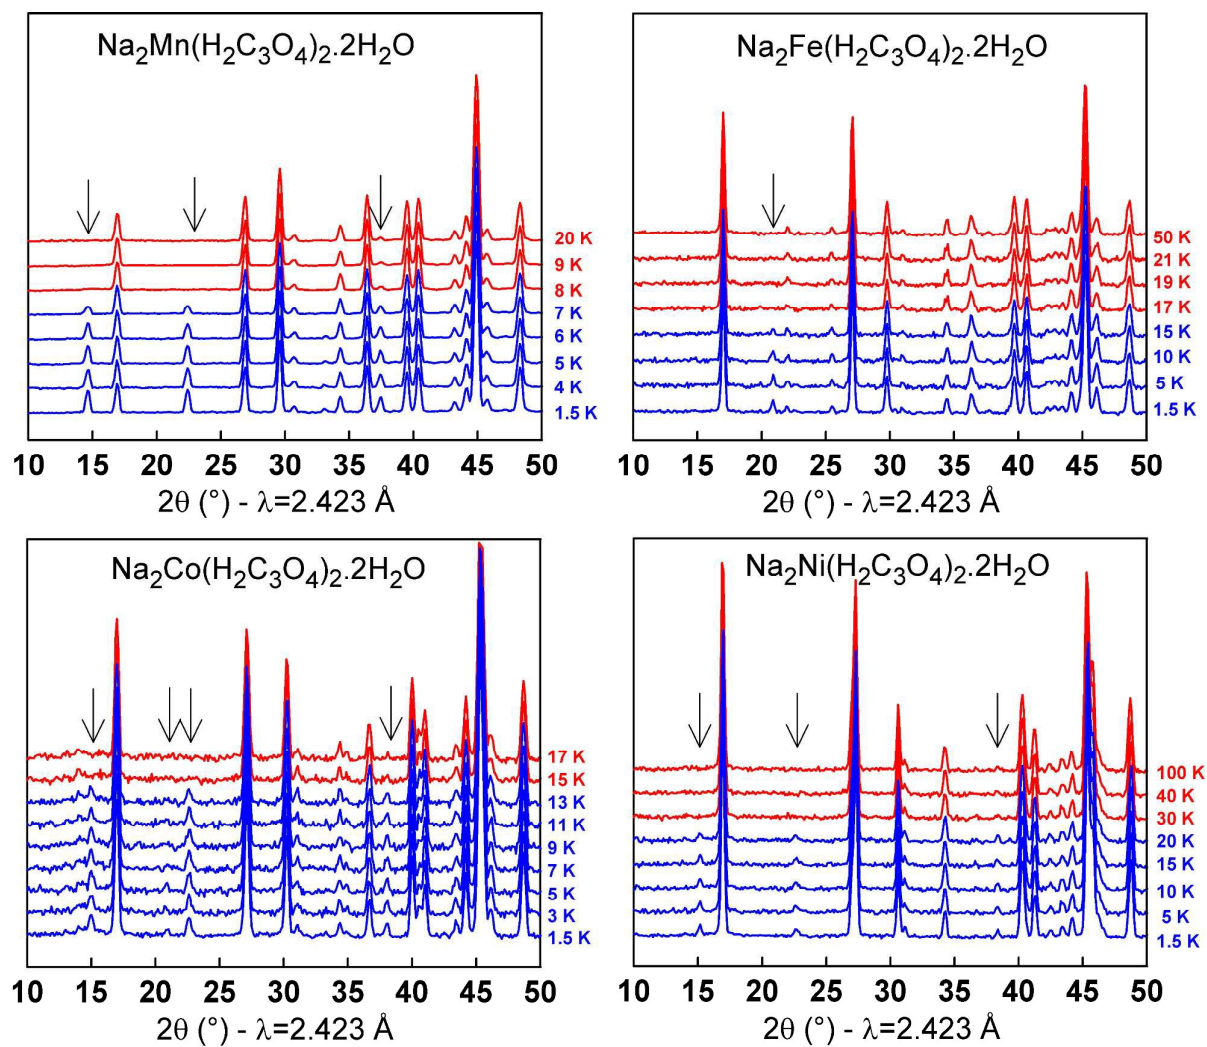 Na2Mn(H2C3O4)2.2H2O
20 K
9 K
8 K
7 K
6 K
5 K
4 K
1.5 K
10 15 20 25 30 35 40 45 50
2θ (°) - λ=2.423 Å
Na2Fe(H2C3O4)2.2H2O
50 K
21 K
19 K
17 K
15 K
10 K
5 K
1.5 K
10 15 20 25 30 35 40 45 50
2θ (°) - λ=2.423 Å
Na2Co(H2C3O4)2.2H2O
17 K
15 K
13 K
11 K
9 K
7 K
5 K
3 K
1.5 K
10 15 20 25 30 35 40 45 50
2θ (°) - λ=2.423 Å
Na2Ni(H2C3O4)2.2H2O
100 K
40 K
30 K
20 K
15 K
10 K
5 K
1.5 K
10 15 20 25 30 35 40 45 50
2θ (°) - λ=2.423 Å